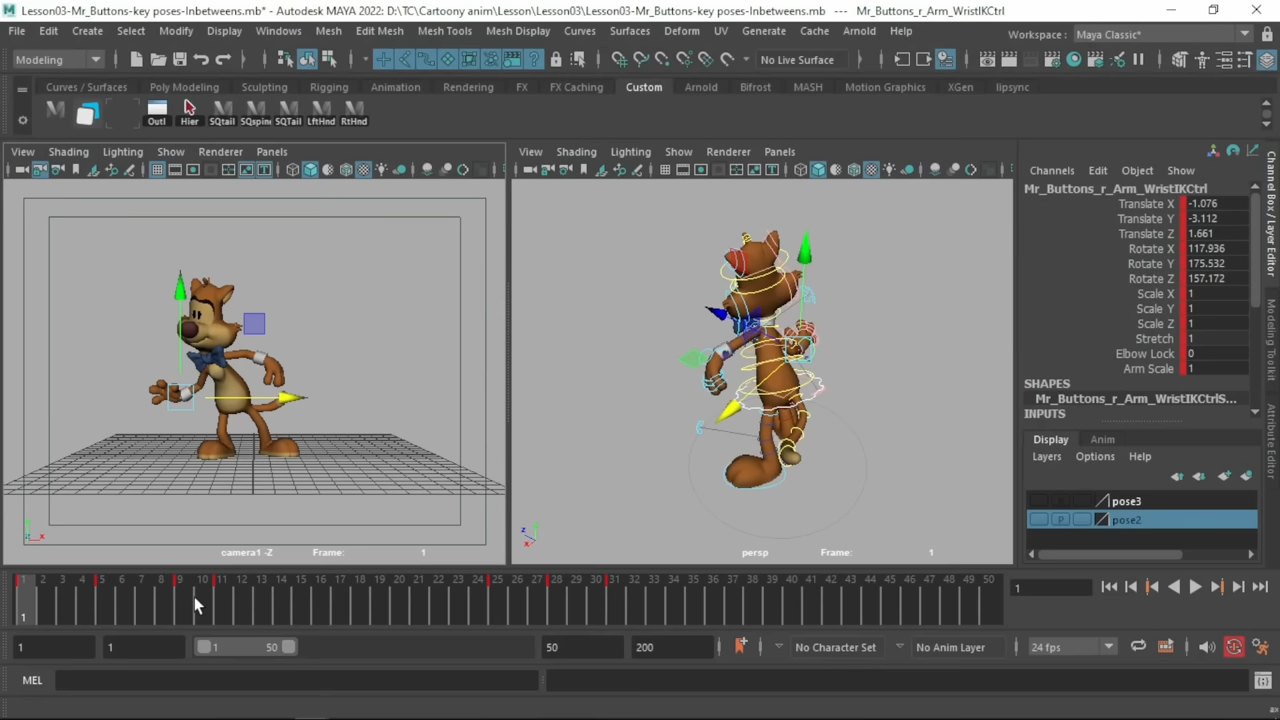 Lesson03-Mr_Buttons-key poses-Inbetweens.mb* - Autodesk MAYA 2022: D:\TC\Cartoony anim\Lesson\Lesson03\Lesson03-Mr_Buttons-key poses-Inbetweens.mb --- Mr_Buttons_r_Arm_WristIKCtrl
File Edit Create Select Modify Display Windows Mesh Edit Mesh Mesh Tools Mesh Display Curves Surfaces Deform UV Generate Cache Arnold Help Workspace: Maya Classic*
Modeling No Live Surface
Curves / Surfaces Poly Modeling Sculpting Rigging Animation Rendering FX FX Caching Custom Arnold Bifrost MASH Motion Graphics XGen lipsync
Outl Hier SQtail SQspin SQTail LftHnd RtHnd
View Shading Lighting Show Renderer Panels
View Shading Lighting Show Renderer Panels
Channels Edit Object Show
Mr_Buttons_r_Arm_WristIKCtrl
Translate X -1.076
Translate Y -3.112
Translate Z 1.661
Rotate X 117.936
Rotate Y 175.532
Rotate Z 157.172
Scale X 1
Scale Y 1
Scale Z 1
Stretch 1
Elbow Lock 0
Arm Scale 1
SHAPES
Mr_Buttons_r_Arm_WristIKCtrlS...
INPUTS
Display Anim
Layers Options Help
pose3
P pose2
Channel Box / Layer Editor
Modeling Toolkit
Attribute Editor
y x
camera1 -Z Frame: 1
z x
persp Frame: 1
1 2 3 4 5 6 7 8 9 10 11 12 13 14 15 16 17 18 19 20 21 22 23 24 25 26 27 28 29 30 31 32 33 34 35 36 37 38 39 40 41 42 43 44 45 46 47 48 49 50
1
1
1 1 1 50 50 200 No Character Set No Anim Layer 24 fps
MEL